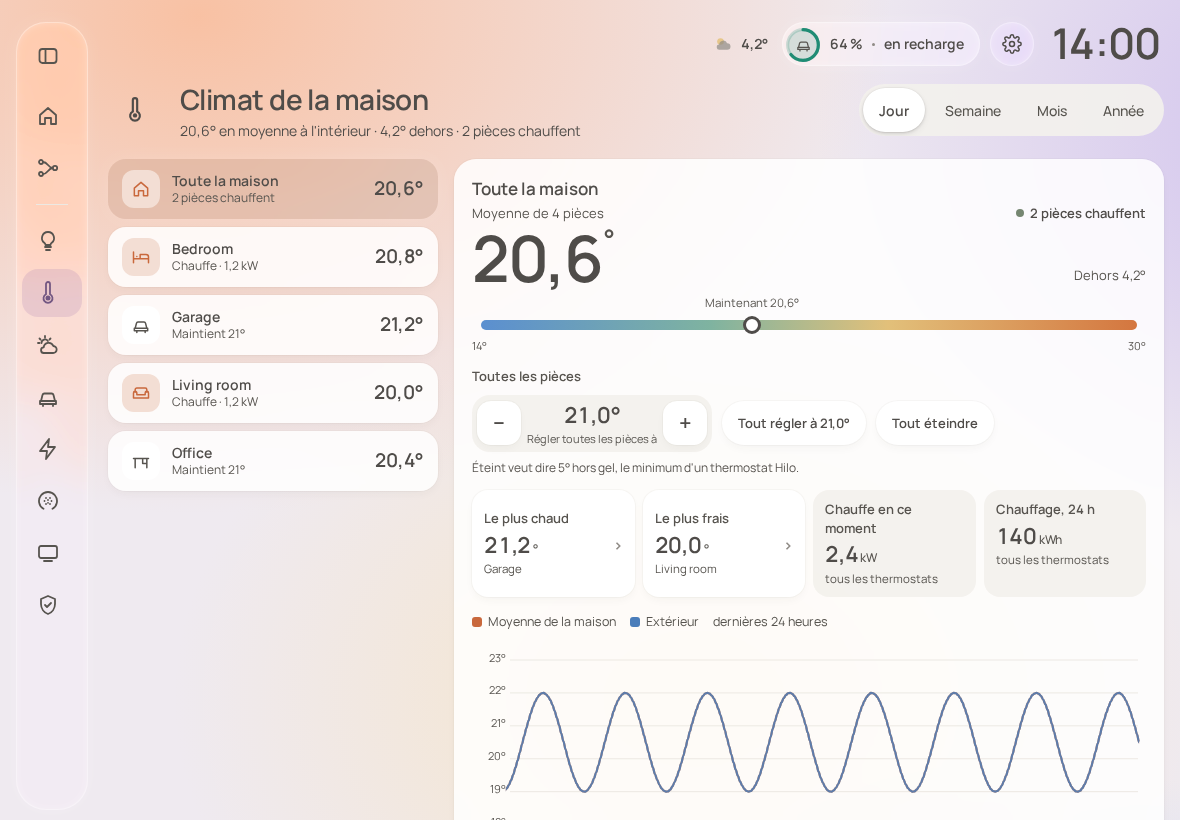 4,2°
64 % • en recharge
14:00
Climat de la maison
20,6° en moyenne à l'intérieur · 4,2° dehors · 2 pièces chauffent
Jour
Semaine
Mois
Année
Toute la maison
2 pièces chauffent
20,6°
Bedroom
Chauffe · 1,2 kW
20,8°
Garage
Maintient 21°
21,2°
Living room
Chauffe · 1,2 kW
20,0°
Office
Maintient 21°
20,4°
Toute la maison
Moyenne de 4 pièces
2 pièces chauffent
20,6°
Dehors 4,2°
Maintenant 20,6°
14°
30°
Toutes les pièces
−
21,0°
Régler toutes les pièces à
+
Tout régler à 21,0°
Tout éteindre
Éteint veut dire 5° hors gel, le minimum d'un thermostat Hilo.
Le plus chaud
21,2°
Garage
Le plus frais
20,0°
Living room
Chauffe en ce
moment
2,4 kW
tous les thermostats
Chauffage, 24 h
140 kWh
tous les thermostats
Moyenne de la maison
Extérieur
dernières 24 heures
23°
22°
21°
20°
19°